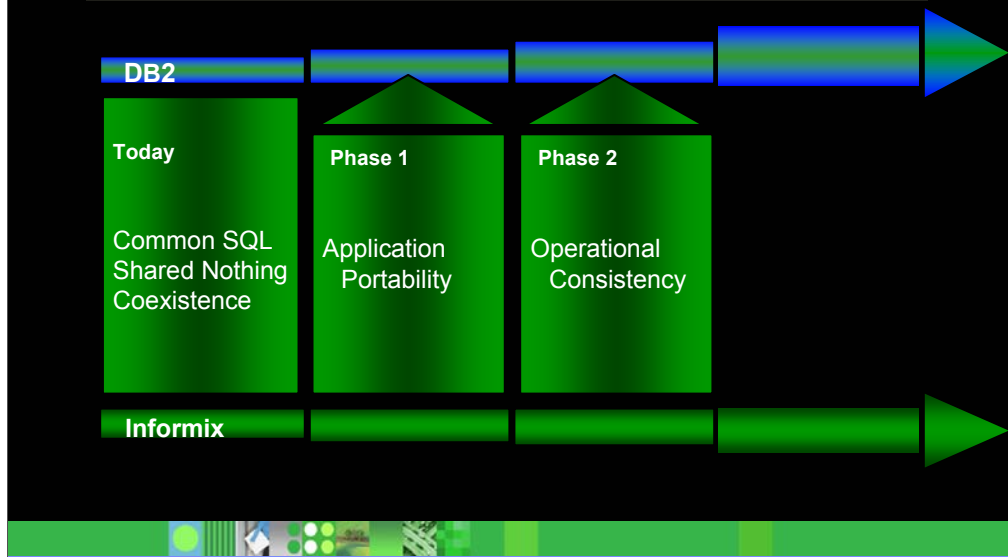 DB2
Today
Common SQL
Shared Nothing
Coexistence
Phase 1
Application
Portability
Phase 2
Operational
Consistency
Informix